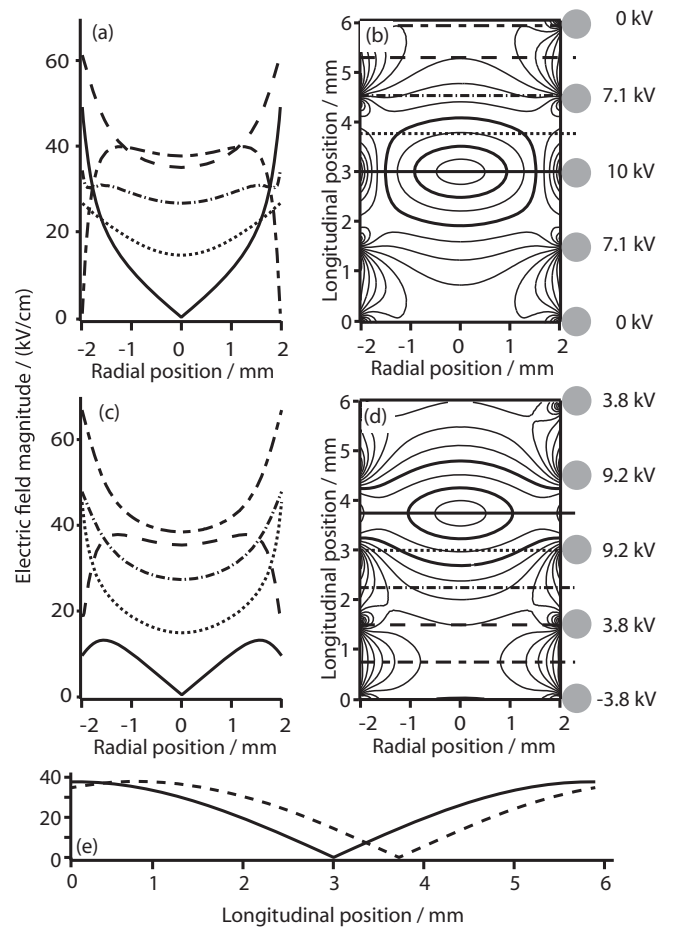 Electric field magnitude / (kV/cm)
(a)
60
40
20
0
-2 -1 0 1 2
Radial position / mm
(b)
Longitudinal position / mm
6
5
4
3
2
1
0
-2 -1 0 1 2
Radial position / mm
0 kV
7.1 kV
10 kV
7.1 kV
0 kV
(c)
60
40
20
0
-2 -1 0 1 2
Radial position / mm
(d)
Longitudinal position / mm
6
5
4
3
2
1
0
-2 -1 0 1 2
Radial position / mm
3.8 kV
9.2 kV
9.2 kV
3.8 kV
-3.8 kV
40
20
0
(e)
0 1 2 3 4 5 6
Longitudinal position / mm